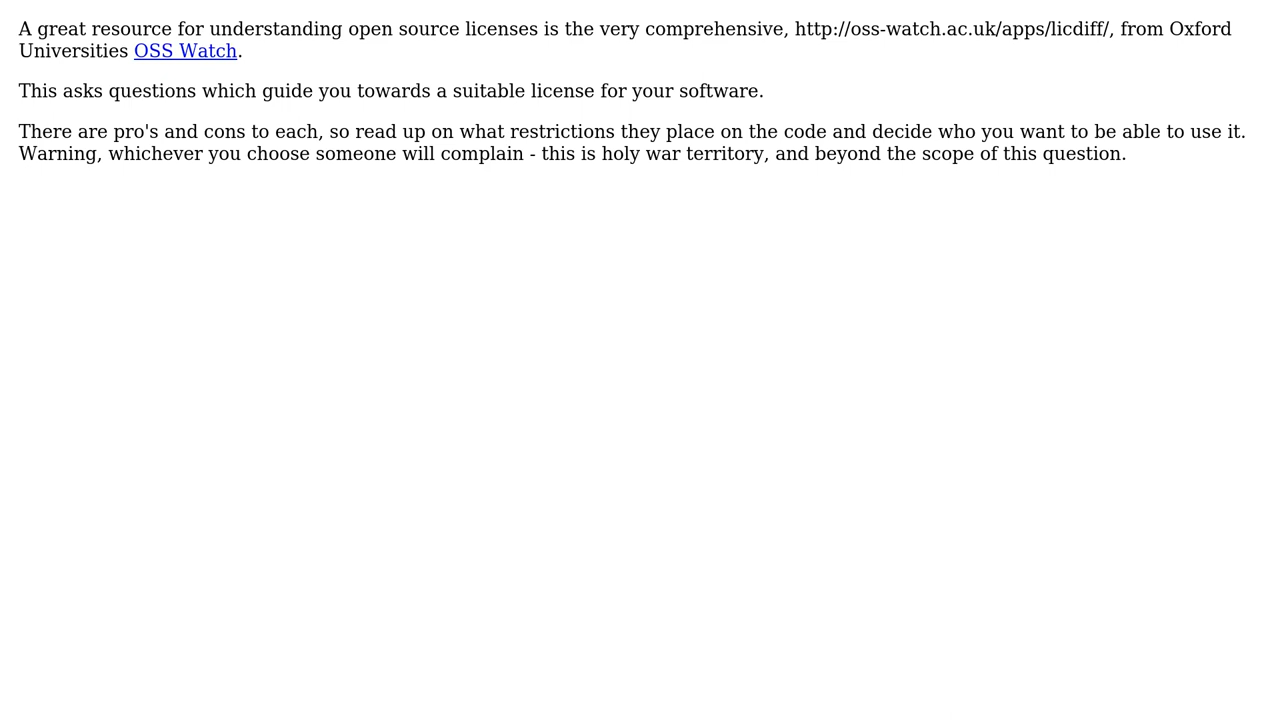 A great resource for understanding open source licenses is the very comprehensive, http://oss-watch.ac.uk/apps/licdiff/, from Oxford
Universities OSS Watch.
This asks questions which guide you towards a suitable license for your software.
There are pro's and cons to each, so read up on what restrictions they place on the code and decide who you want to be able to use it.
Warning, whichever you choose someone will complain - this is holy war territory, and beyond the scope of this question.